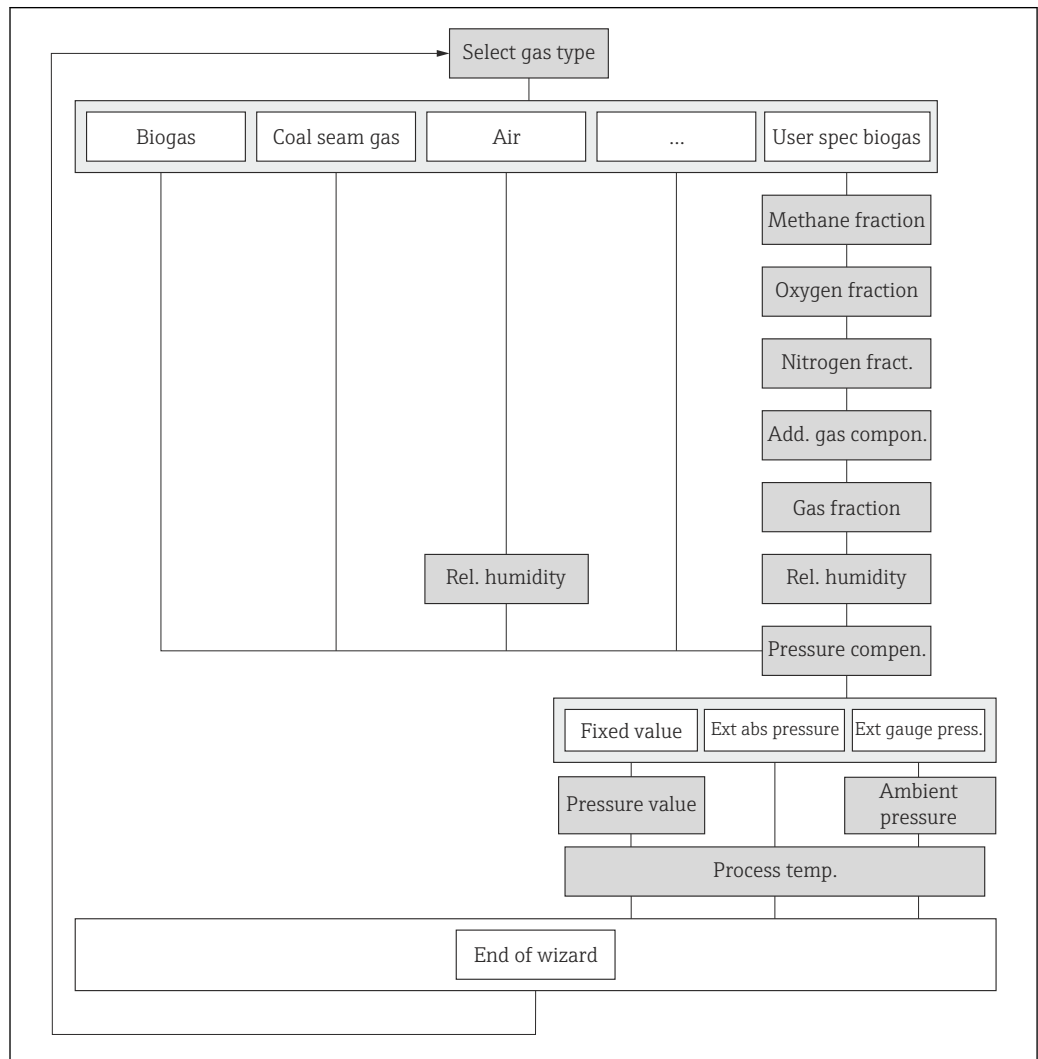 Select gas type
Biogas
Coal seam gas
Air
...
User spec biogas
Methane fraction
Oxygen fraction
Nitrogen fract.
Add. gas compon.
Gas fraction
Rel. humidity
Rel. humidity
Pressure compen.
Fixed value
Ext abs pressure
Ext gauge press.
Pressure value
Ambient
pressure
Process temp.
End of wizard